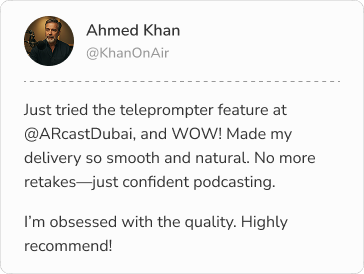 Ahmed Khan
@KhanOnAir
Just tried the teleprompter feature at
@ARcastDubai, and WOW! Made my
delivery so smooth and natural. No more
retakes—just confident podcasting.
I’m obsessed with the quality. Highly
recommend!